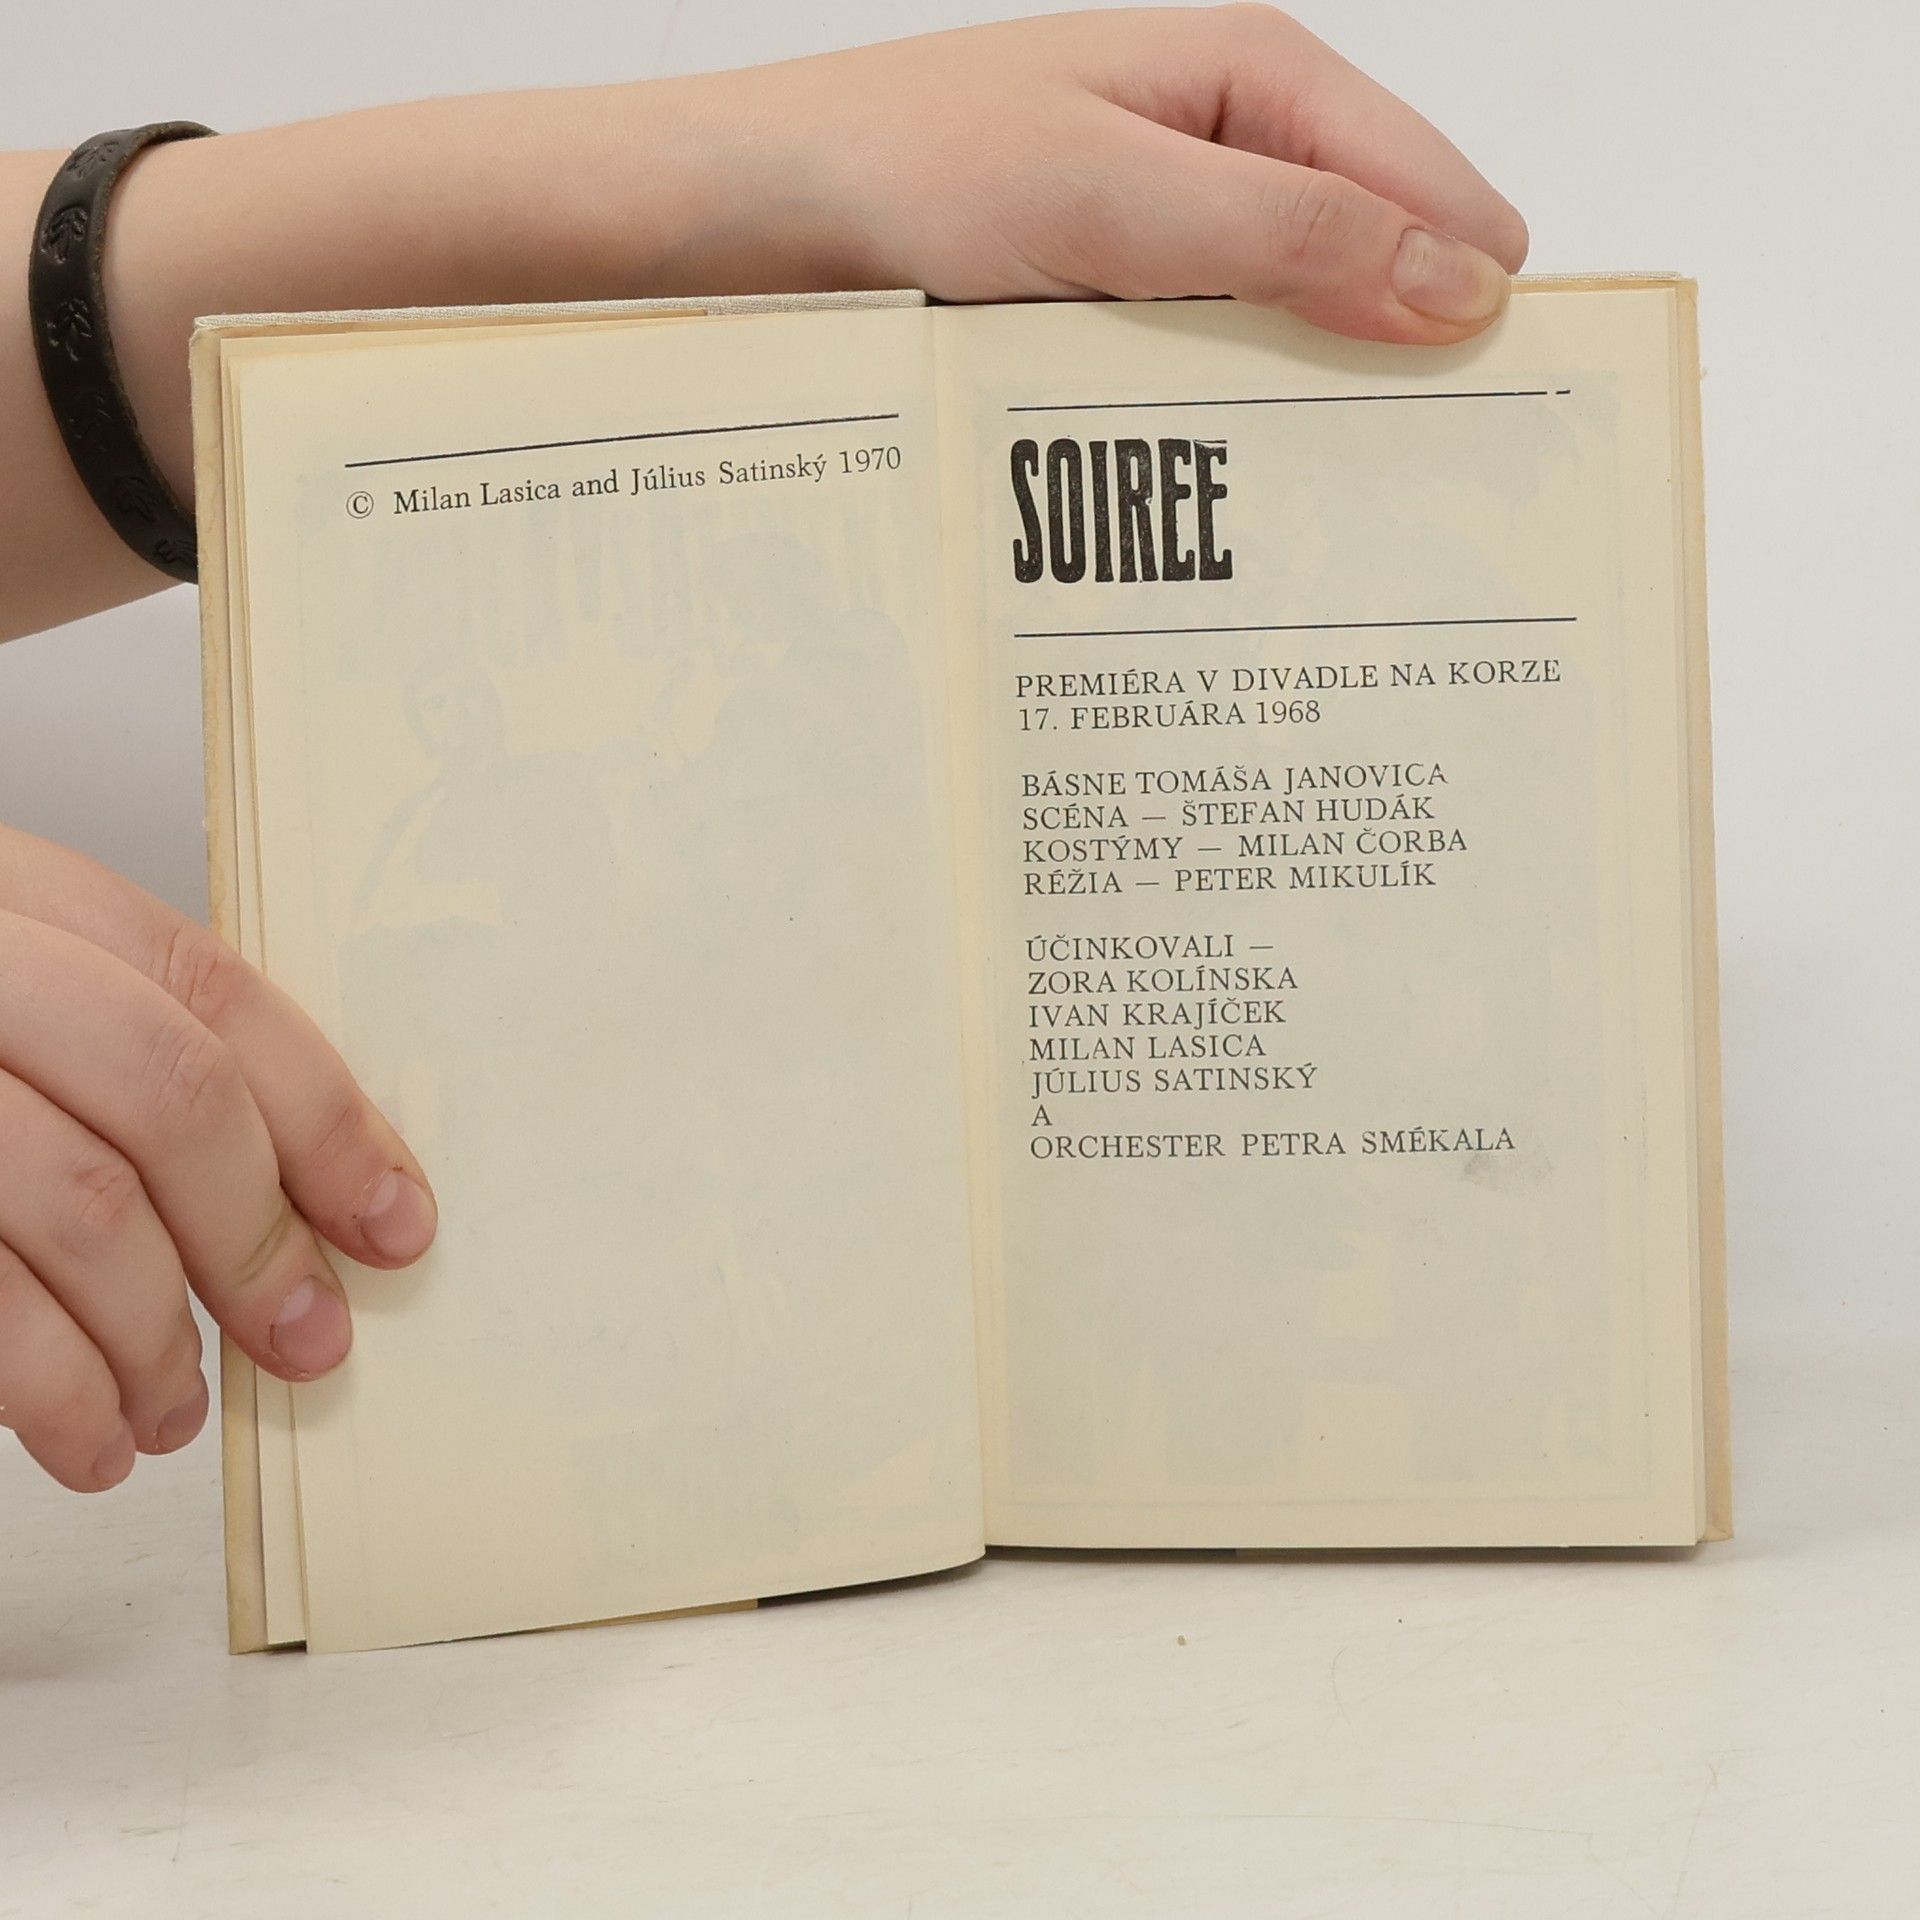 © Milan Lasica and Július Satinský 1970
SOIREÉ
PREMIÉRA V DIVADLE NA KORZE
17. FEBRUÁRA 1968
BÁSNE TOMÁŠA JANOVICA
SCÉNA — ŠTEFAN HUDÁK
KOSTÝMY — MILAN ČORBA
RÉŽIA — PETER MIKULÍK
ÚČINKOVALI —
ZORA KOLÍNSKA
IVAN KRAJÍČEK
MILAN LASICA
JÚLIUS SATINSKÝ
A
ORCHESTER PETRA SMÉKALA